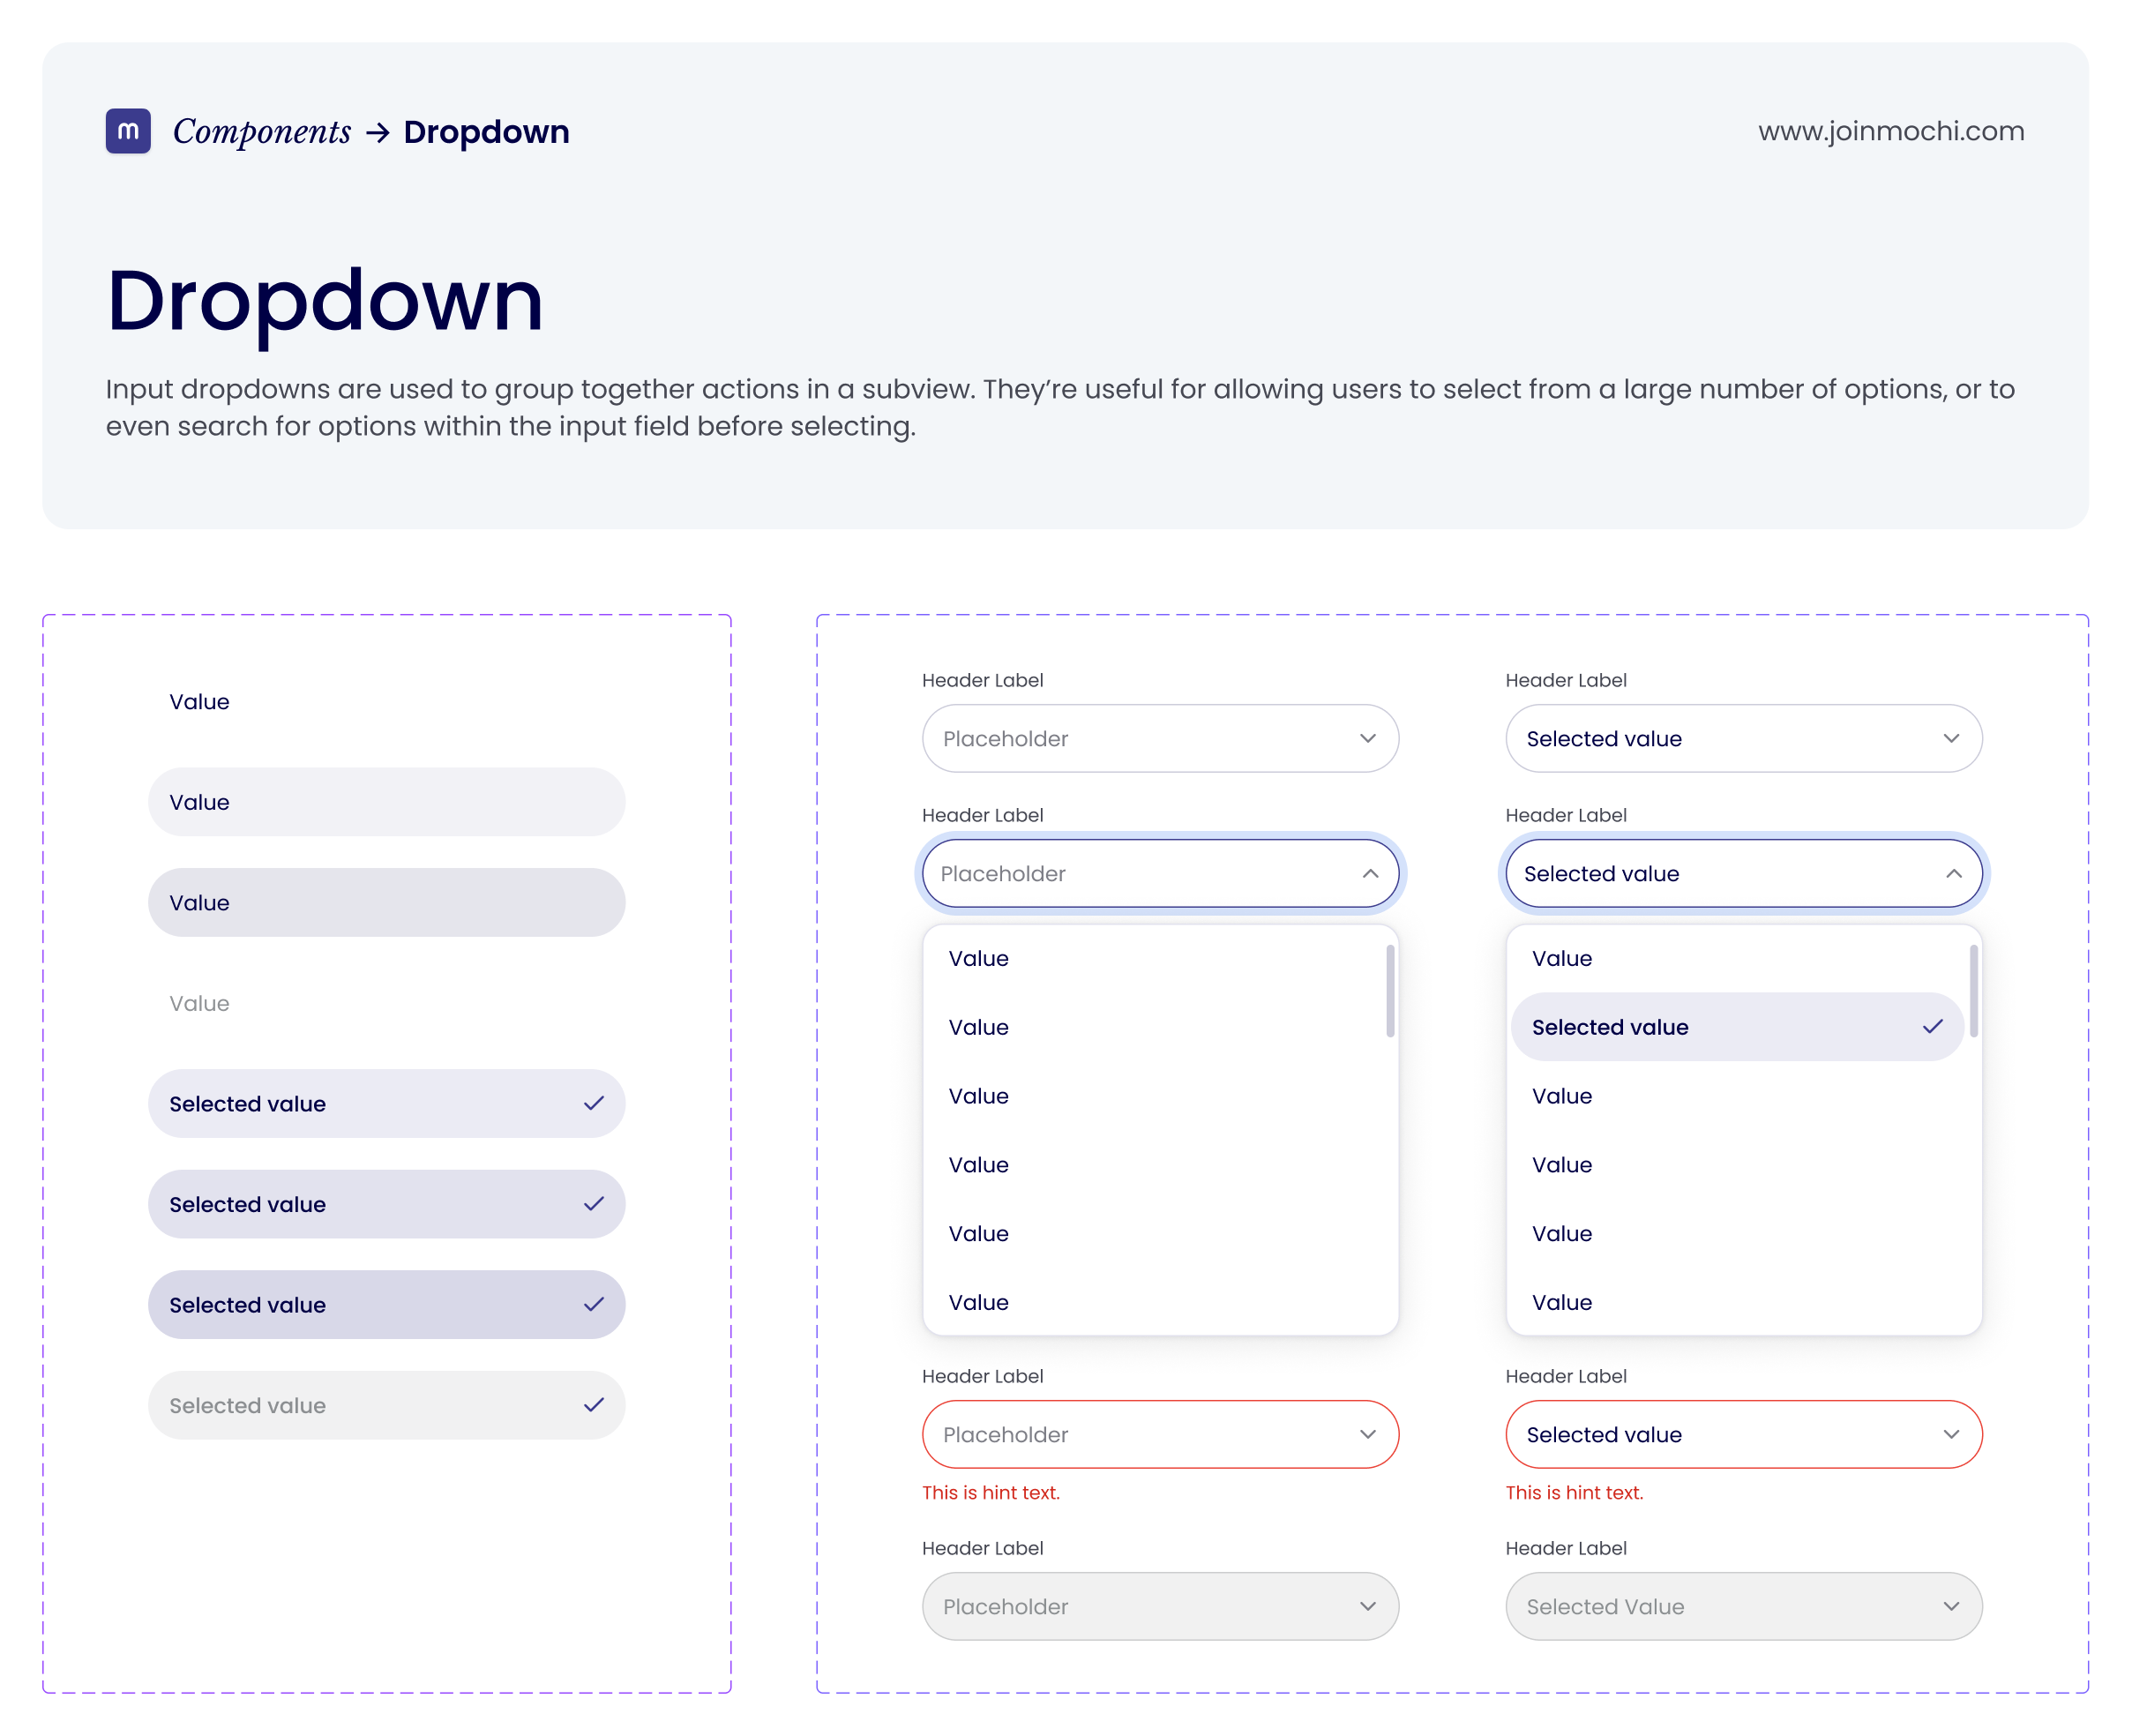 m Components → Dropdown
www.joinmochi.com
Dropdown
Input dropdowns are used to group together actions in a subview. They’re useful for allowing users to select from a large number of options, or to
even search for options within the input field before selecting.
Value
Value
Value
Value
Selected value
Selected value
Selected value
Selected value
Header Label
Placeholder
Header Label
Placeholder
Value
Value
Value
Value
Value
Value
Header Label
Placeholder
This is hint text.
Header Label
Placeholder
Header Label
Selected value
Header Label
Selected value
Value
Selected value
Value
Value
Value
Value
Header Label
Selected value
This is hint text.
Header Label
Selected Value